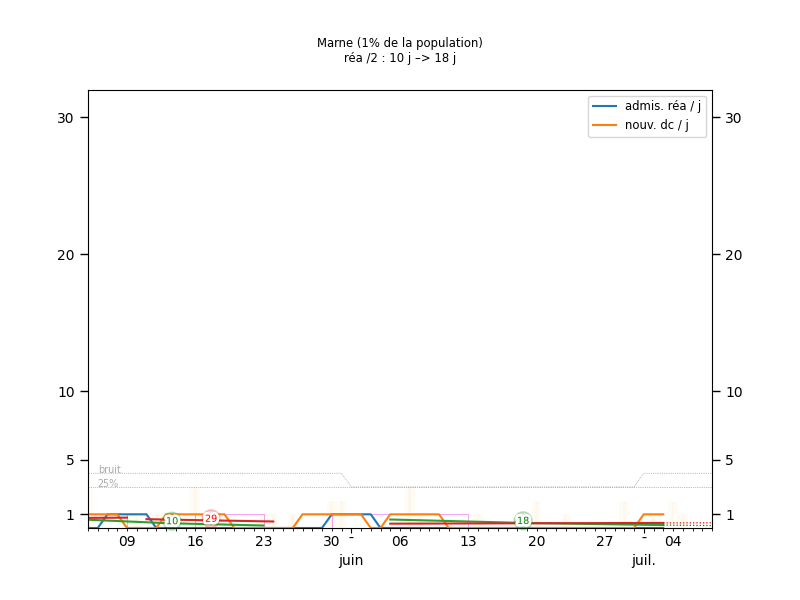 Marne (1% de la population)
réa /2 : 10 j –> 18 j
admis. réa / j
nouv. dc / j
30 30
20 20
10 10
5 5
1 1
bruit
25%
10 29 18
09 16 23 30 - 06 13 20 27 - 04
juin juil.